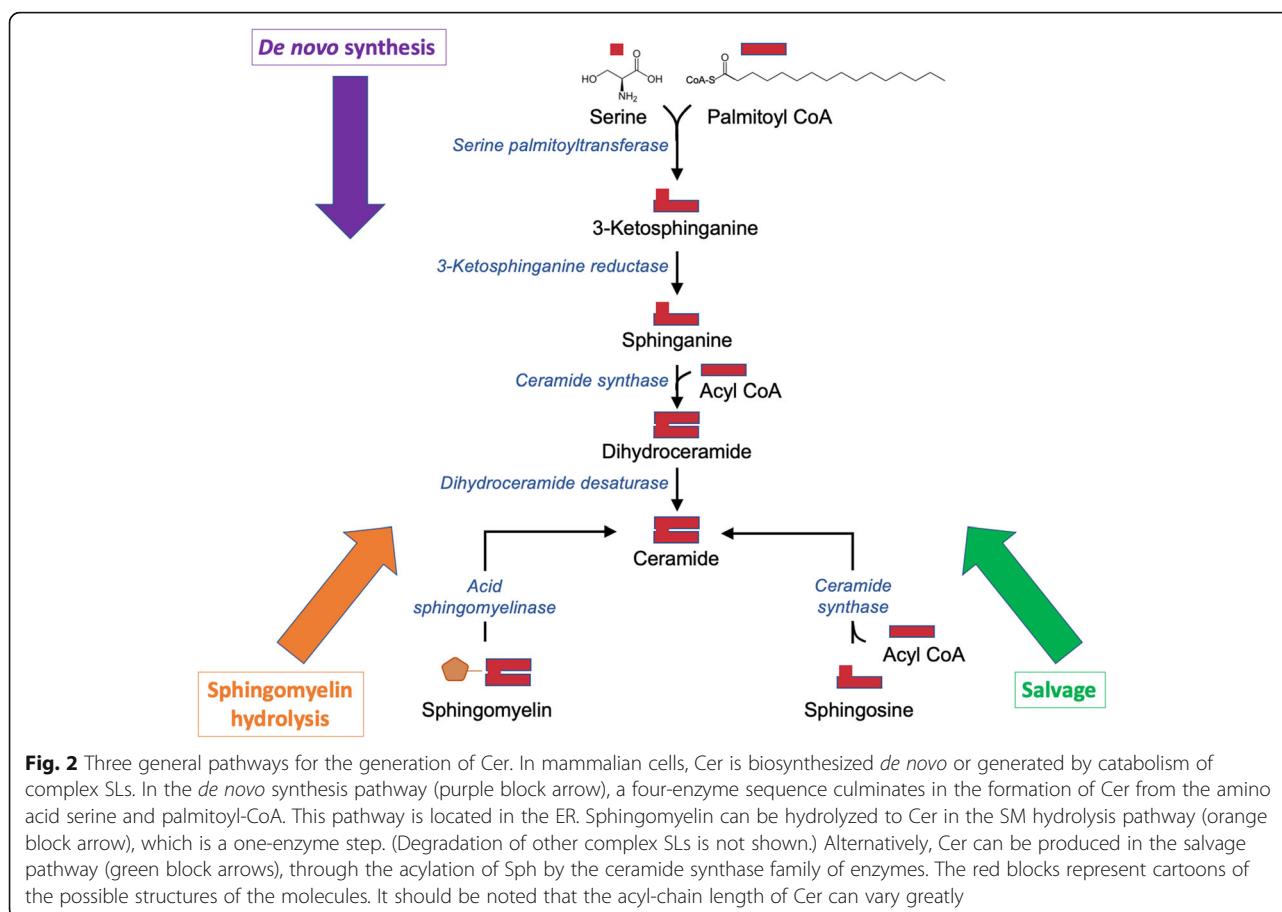 De novo synthesis
O
HO
OH
NH₂
Serine
O
CoA-S
Palmitoyl CoA
Serine palmitoyltransferase
3-Ketosphinganine
3-Ketosphinganine reductase
Sphinganine
Ceramide synthase
Acyl CoA
Dihydroceramide
Dihydroceramide desaturase
Ceramide
Acid
sphingomyelinase
Sphingomyelin
Sphingomyelin
hydrolysis
Ceramide
synthase
Acyl CoA
Sphingosine
Salvage
Fig. 2 Three general pathways for the generation of Cer. In mammalian cells, Cer is biosynthesized de novo or generated by catabolism of
complex SLs. In the de novo synthesis pathway (purple block arrow), a four-enzyme sequence culminates in the formation of Cer from the amino
acid serine and palmitoyl-CoA. This pathway is located in the ER. Sphingomyelin can be hydrolyzed to Cer in the SM hydrolysis pathway (orange
block arrow), which is a one-enzyme step. (Degradation of other complex SLs is not shown.) Alternatively, Cer can be produced in the salvage
pathway (green block arrows), through the acylation of Sph by the ceramide synthase family of enzymes. The red blocks represent cartoons of
the possible structures of the molecules. It should be noted that the acyl-chain length of Cer can vary greatly